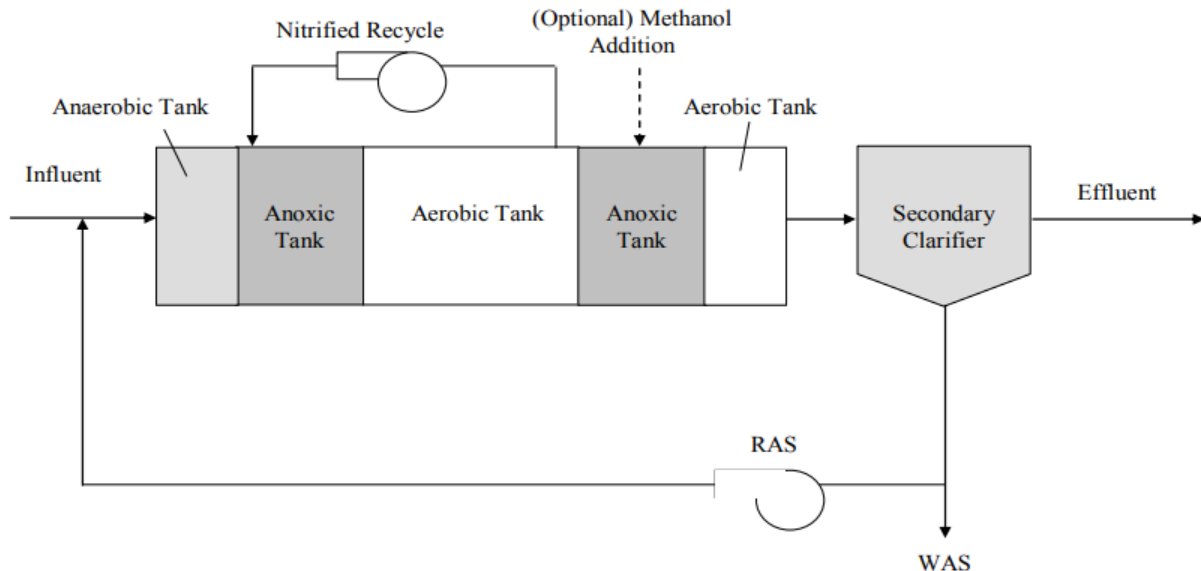 Nitrified Recycle
(Optional) Methanol
Addition
Anaerobic Tank
Aerobic Tank
Influent
Anoxic
Tank
Aerobic Tank
Anoxic
Tank
Secondary
Clarifier
Effluent
RAS
WAS